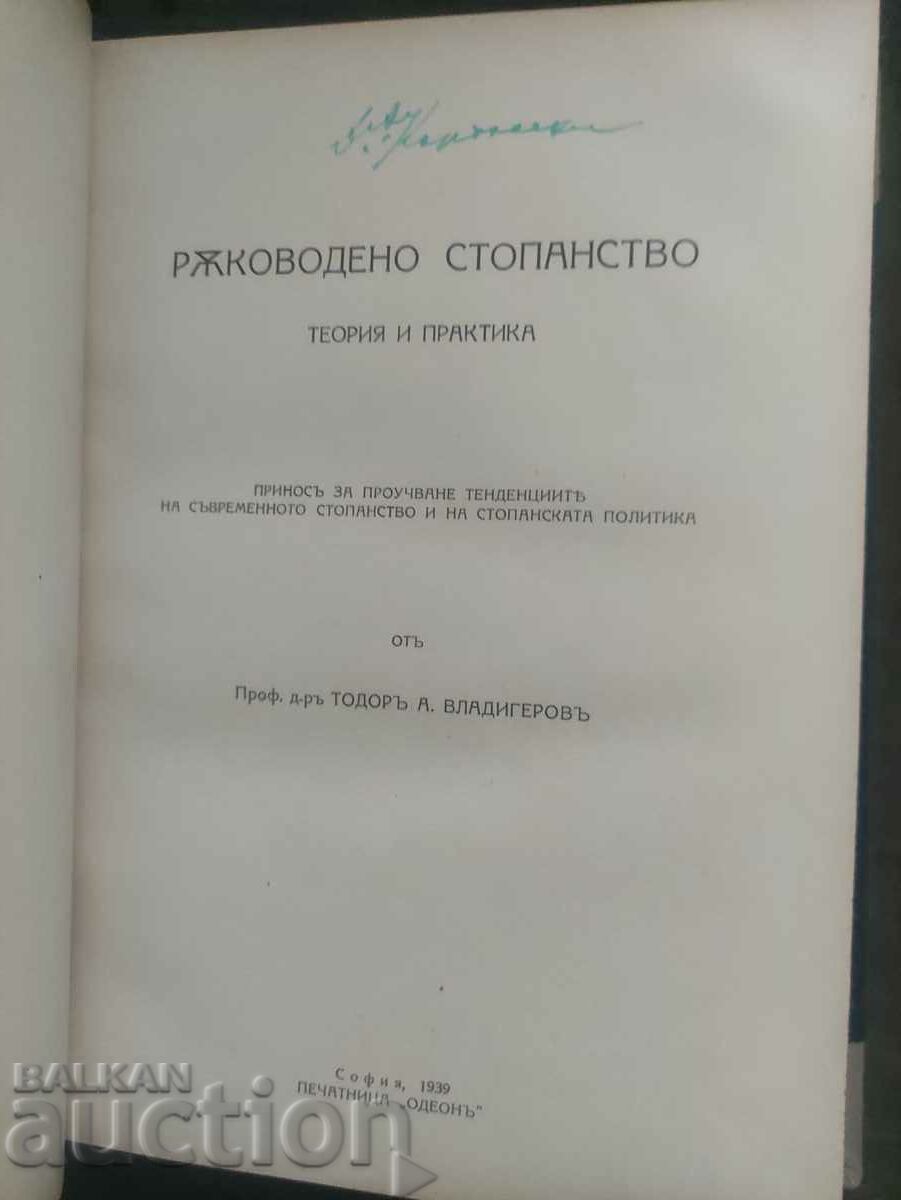 РѪКОВОДЕНО СТОПАНСТВО
ТЕОРИЯ И ПРАКТИКА
ПРИНОСЪ ЗА ПРОУЧВАНЕ ТЕНДЕНЦИИТѢ
НА СЪВРЕМЕННОТО СТОПАНСТВО И НА СТОПАНСКАТА ПОЛИТИКА
ОТЪ
Проф. д-ръ ТОДОРЪ А. ВЛАДИГЕРОВЪ
София, 1939
ПЕЧАТНИЦА „ОДЕОНЪ"
BALKAN
auction